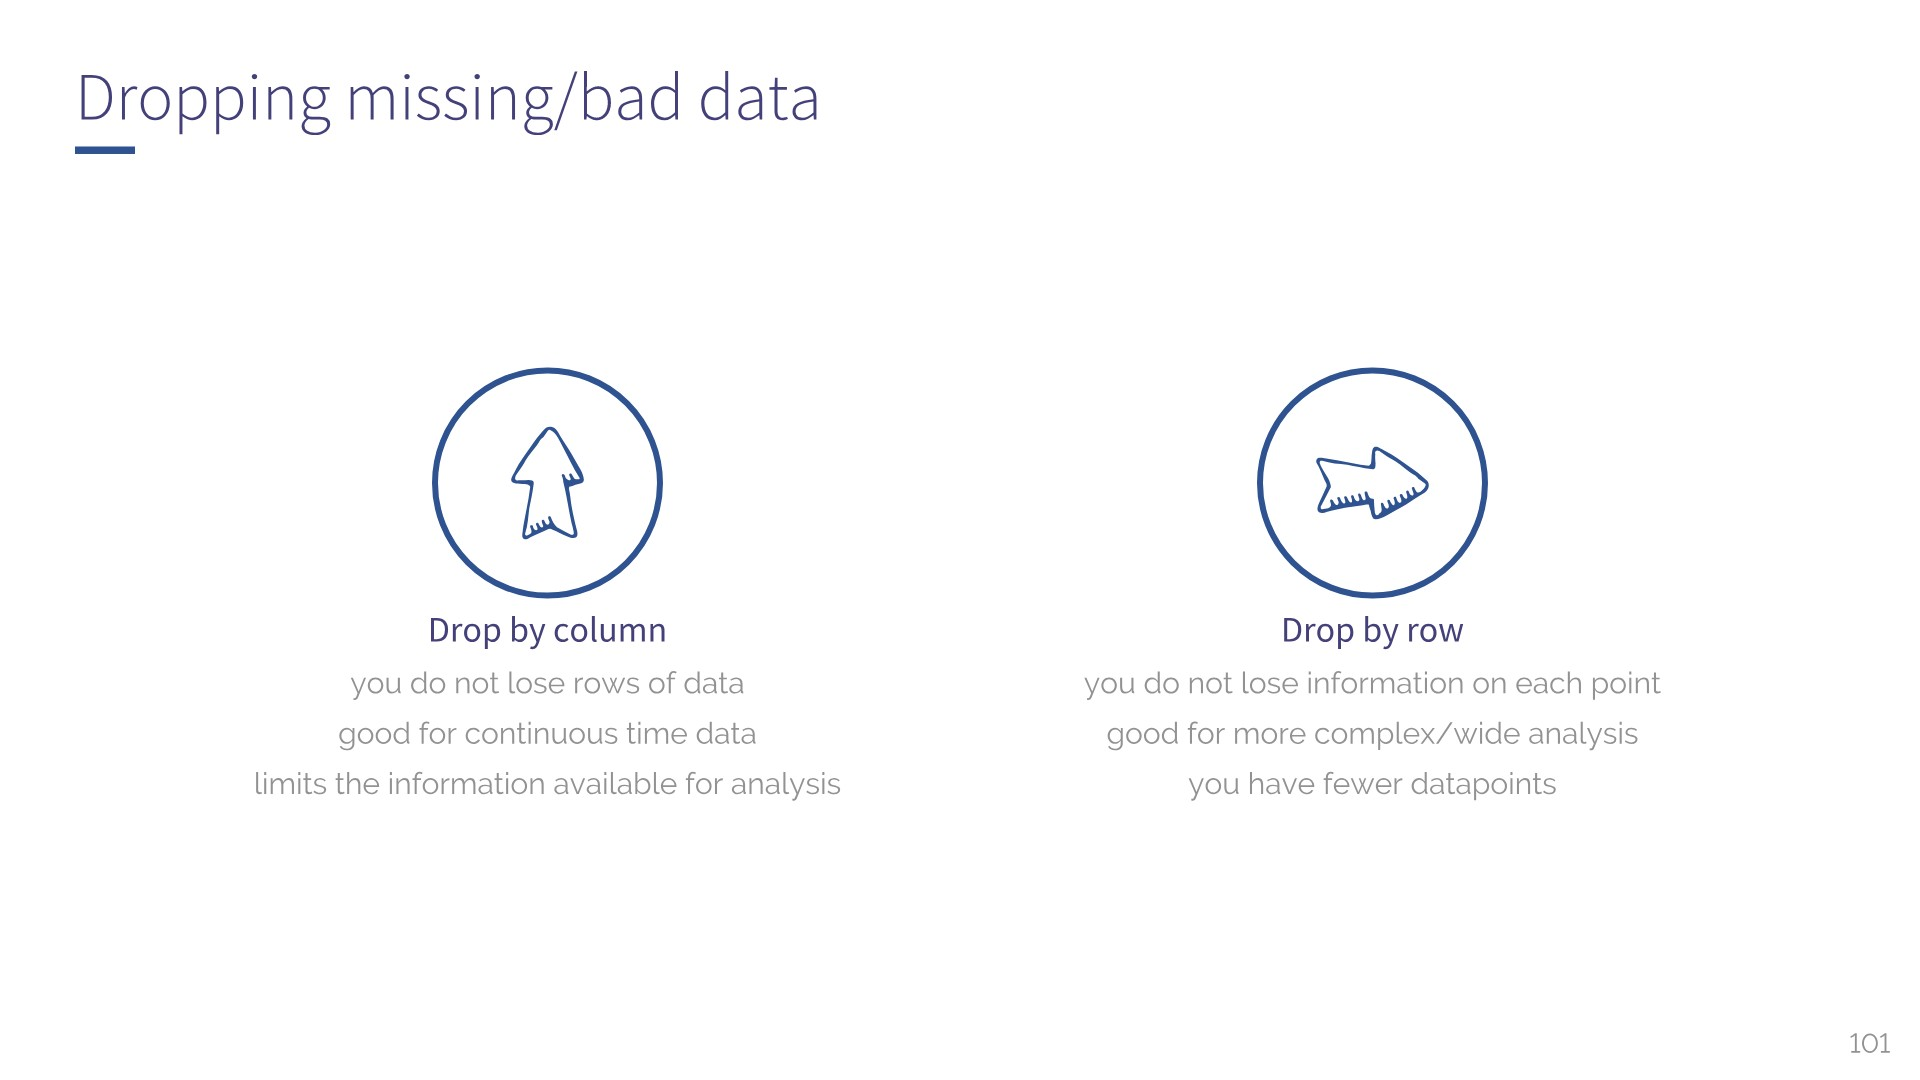 Dropping missing/bad data
Drop by column
you do not lose rows of data
good for continuous time data
limits the information available for analysis
Drop by row
you do not lose information on each point
good for more complex/wide analysis
you have fewer datapoints
101